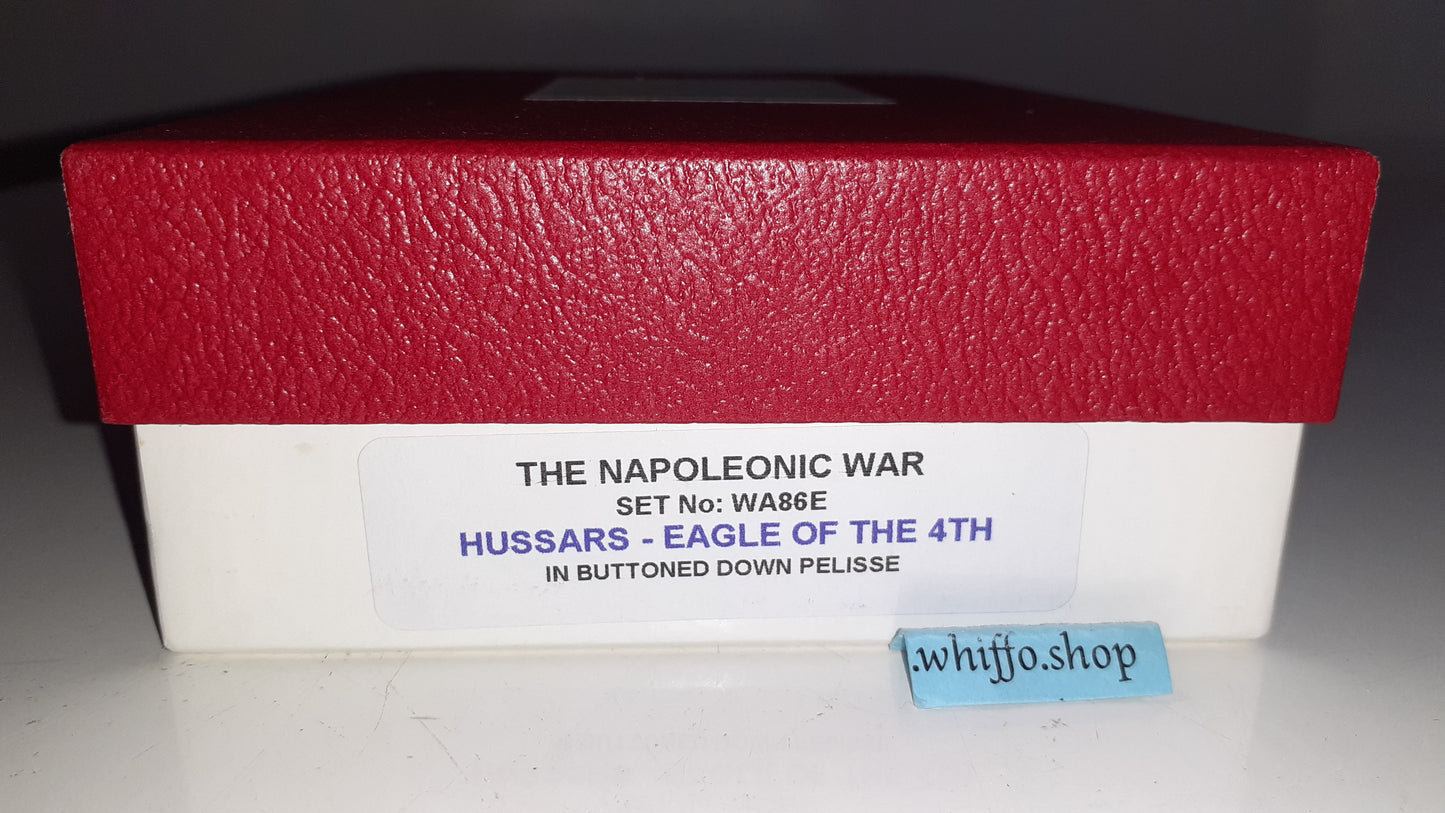 THE NAPOLEONIC WAR
SET No: WA86E
HUSSARS - EAGLE OF THE 4TH
IN BUTTONED DOWN PELISSE
.whiffo.shop